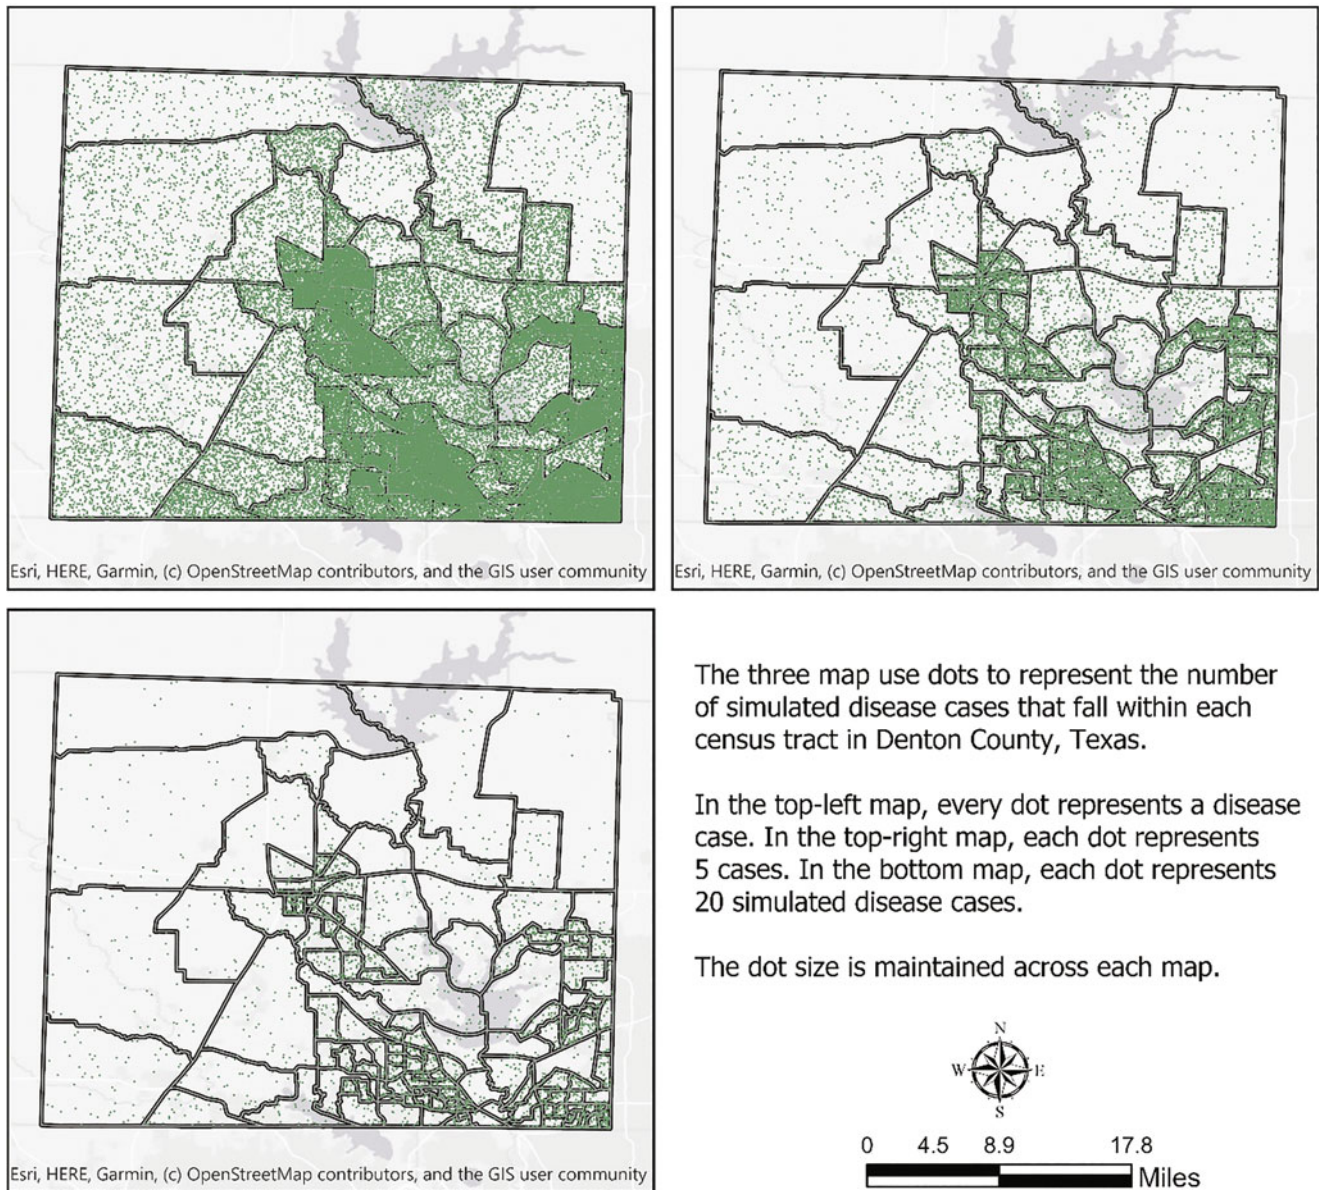 Esri, HERE, Garmin, (c) OpenStreetMap contributors, and the GIS user community
Esri, HERE, Garmin, (c) OpenStreetMap contributors, and the GIS user community
Esri, HERE, Garmin, (c) OpenStreetMap contributors, and the GIS user community
The three map use dots to represent the number
of simulated disease cases that fall within each
census tract in Denton County, Texas.
In the top-left map, every dot represents a disease
case. In the top-right map, each dot represents
5 cases. In the bottom map, each dot represents
20 simulated disease cases.
The dot size is maintained across each map.
N
W E
S
0 4.5 8.9 17.8
Miles